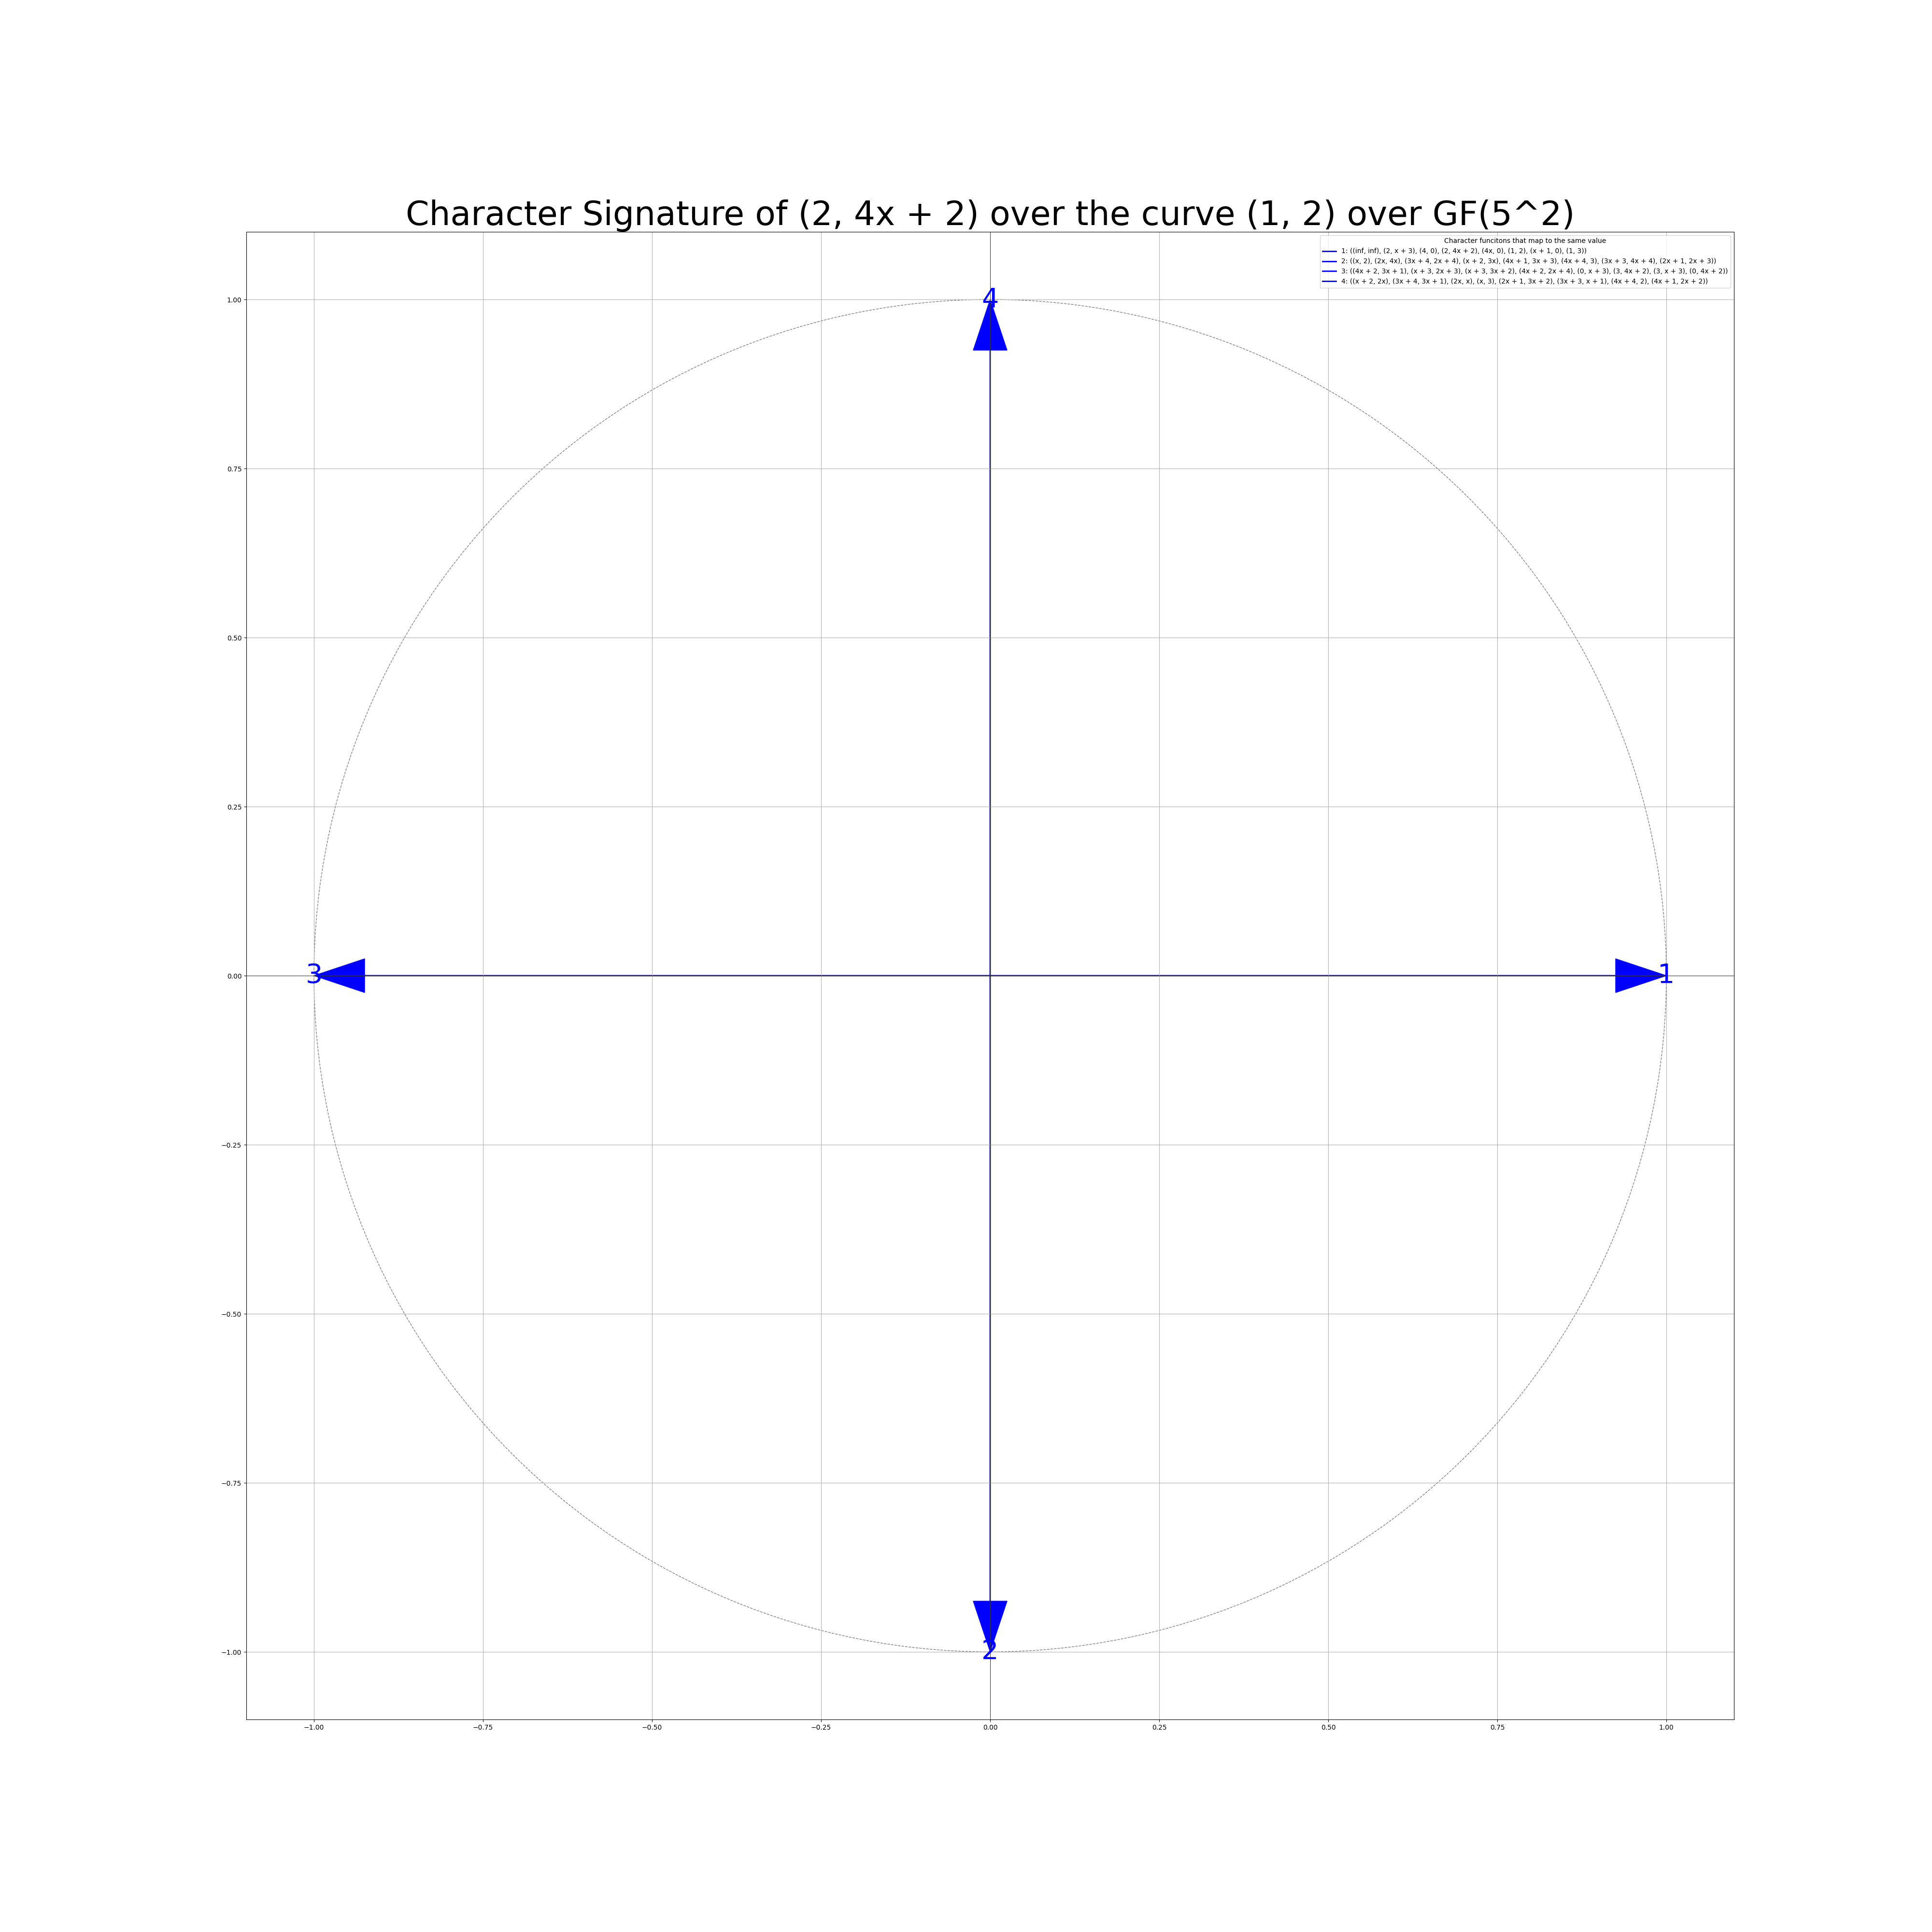 Character Signature of (2, 4x + 2) over the curve (1, 2) over GF(5^2)
Character funcitons that map to the same value
1: ((inf, inf), (2, x + 3), (4, 0), (2, 4x + 2), (4x, 0), (1, 2), (x + 1, 0), (1, 3))
2: ((x, 2), (2x, 4x), (3x + 4, 2x + 4), (x + 2, 3x), (4x + 1, 3x + 3), (4x + 4, 3), (3x + 3, 4x + 4), (2x + 1, 2x + 3))
3: ((4x + 2, 3x + 1), (x + 3, 2x + 3), (x + 3, 3x + 2), (4x + 2, 2x + 4), (0, x + 3), (3, 4x + 2), (3, x + 3), (0, 4x + 2))
4: ((x + 2, 2x), (3x + 4, 3x + 1), (2x, x), (x, 3), (2x + 1, 3x + 2), (3x + 3, x + 1), (4x + 4, 2), (4x + 1, 2x + 2))
1.00
4
0.75
0.50
0.25
0.00
3
1
−0.25
−0.50
−0.75
−1.00
2
−1.00 −0.75 −0.50 −0.25 0.00 0.25 0.50 0.75 1.00